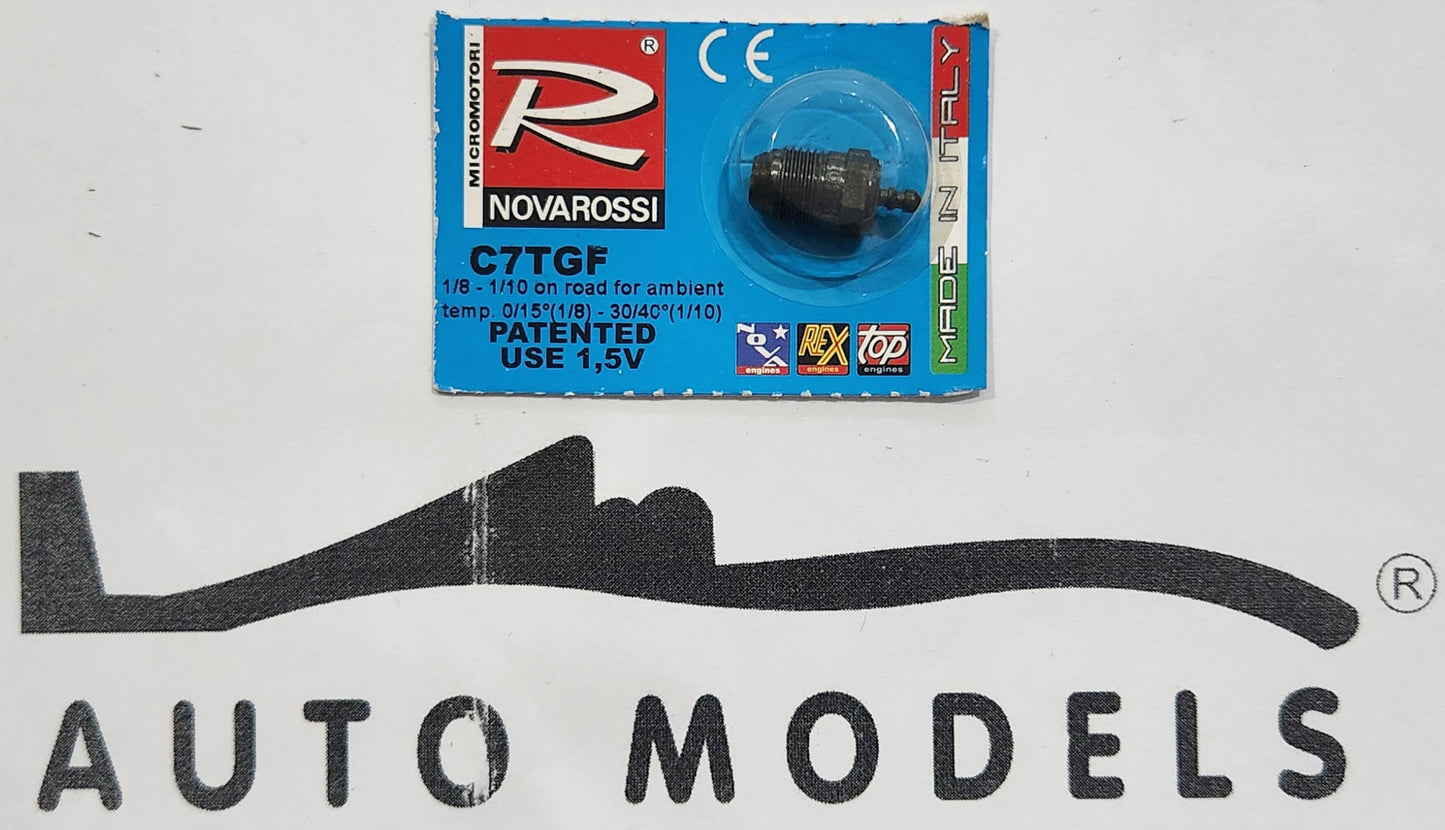 MICROMOTORI
R
®
NOVAROSSI
CE
MADE IN ITALY
C7TGF
1/8 - 1/10 on road for ambient
temp. 0/15°(1/8) - 30/40°(1/10)
PATENTED
USE 1,5V
NOVA
engines
REX
engines
TOP
engines
®
AUTO MODELS